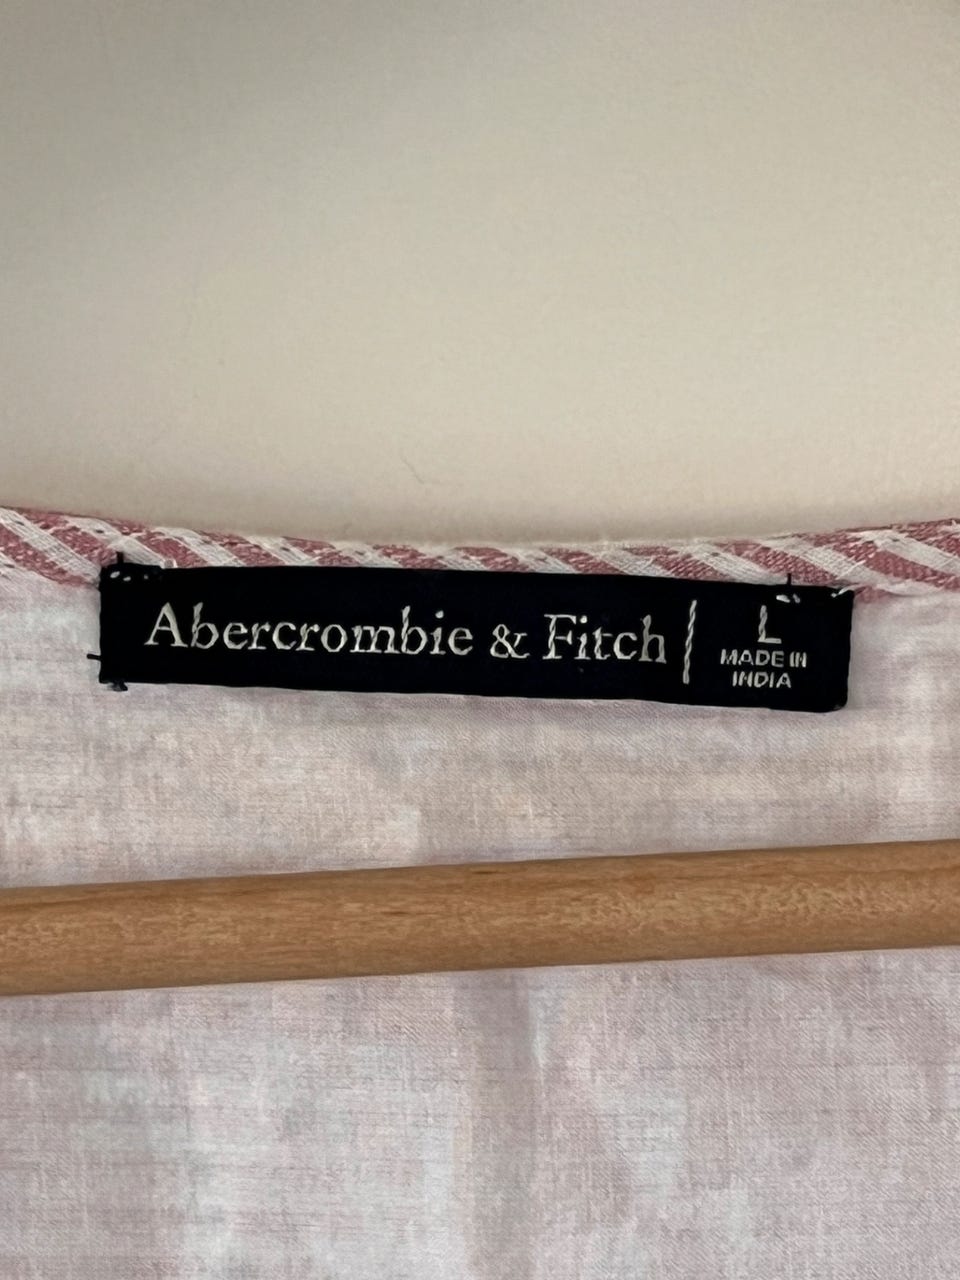 Abercrombie & Fitch
L
MADE IN
INDIA